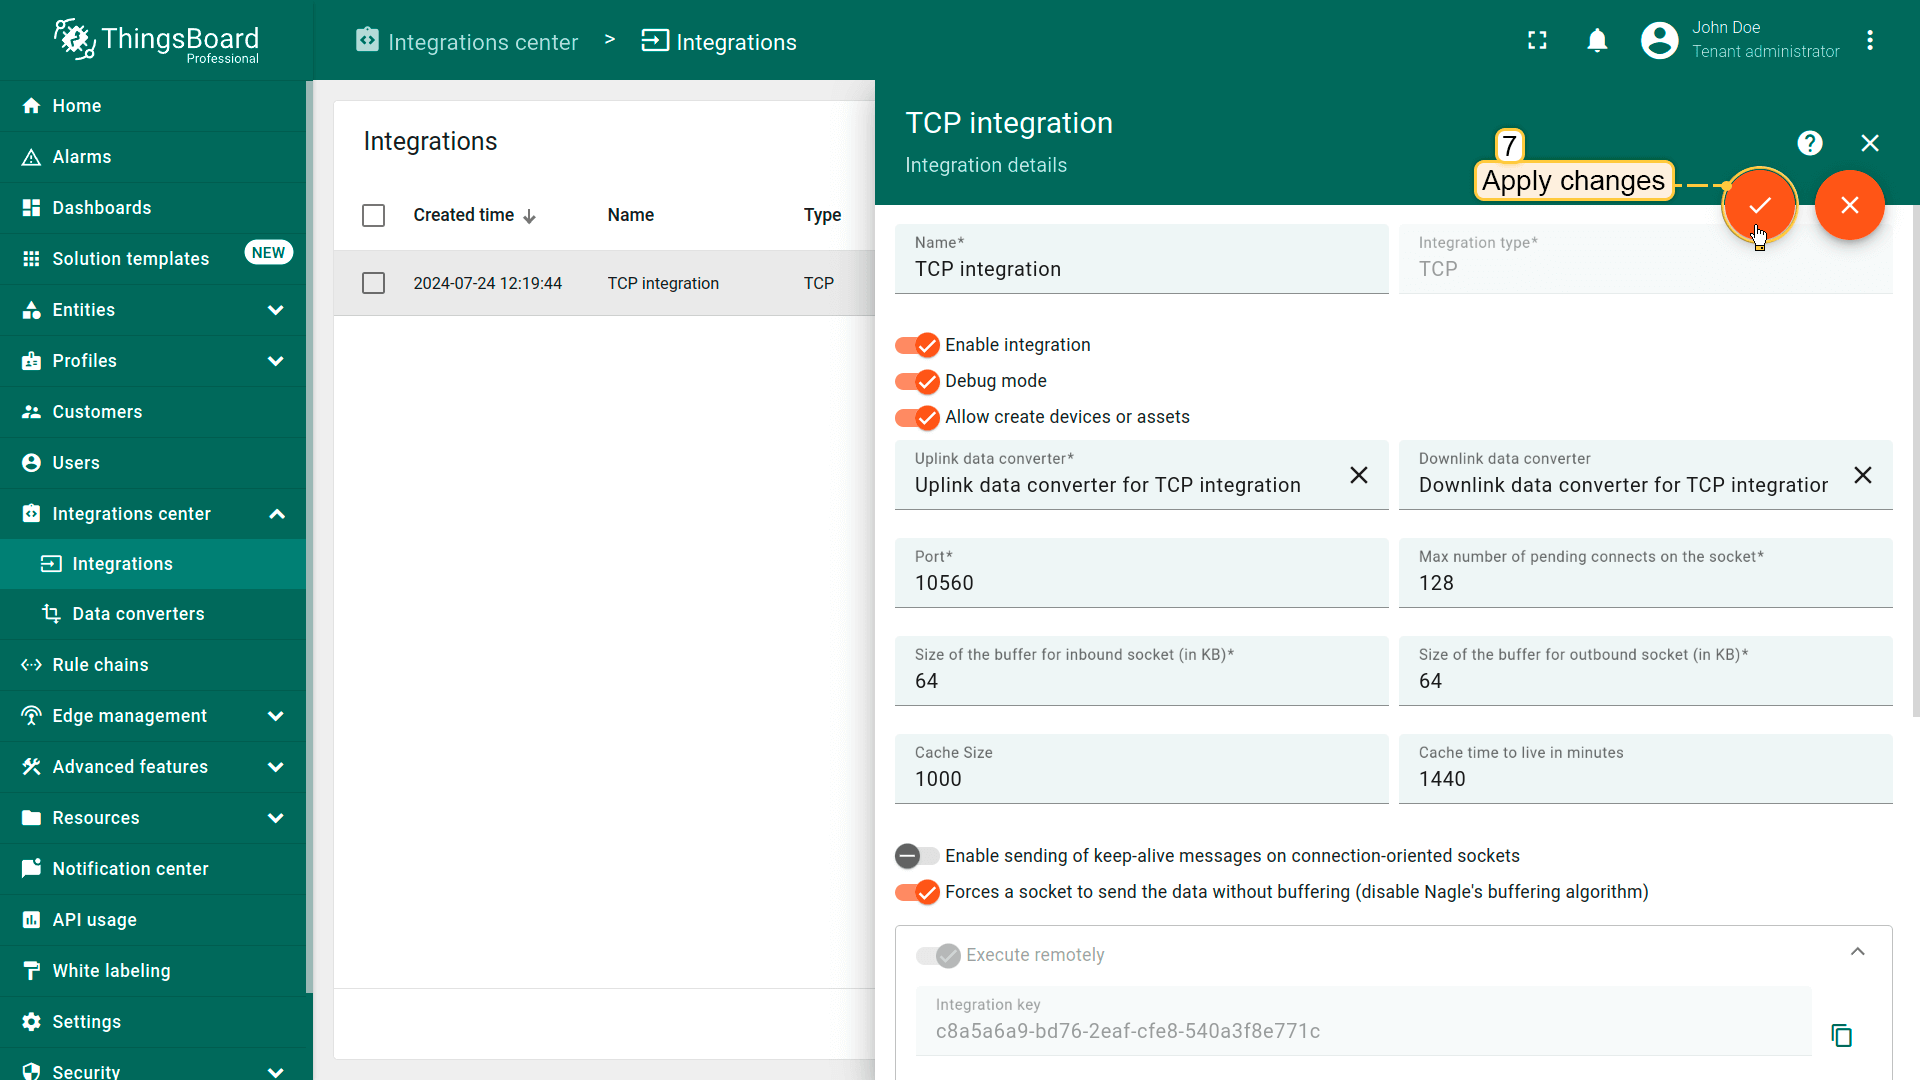 ThingsBoard
Professional
Integrations center > Integrations
John Doe
Tenant administrator
Home
Alarms
Dashboards
Solution templates NEW
Entities
Profiles
Customers
Users
Integrations center
Integrations
Data converters
Rule chains
Edge management
Advanced features
Resources
Notification center
API usage
White labeling
Settings
Security
Integrations
Created time Name Type
2024-07-24 12:19:44 TCP integration TCP
TCP integration
Integration details
7
Apply changes
Name* Integration type*
TCP integration TCP
Enable integration
Debug mode
Allow create devices or assets
Uplink data converter* Downlink data converter
Uplink data converter for TCP integration Downlink data converter for TCP integration
Port* Max number of pending connects on the socket*
10560 128
Size of the buffer for inbound socket (in KB)* Size of the buffer for outbound socket (in KB)*
64 64
Cache Size Cache time to live in minutes
1000 1440
Enable sending of keep-alive messages on connection-oriented sockets
Forces a socket to send the data without buffering (disable Nagle's buffering algorithm)
Execute remotely
Integration key
c8a5a6a9-bd76-2eaf-cfe8-540a3f8e771c